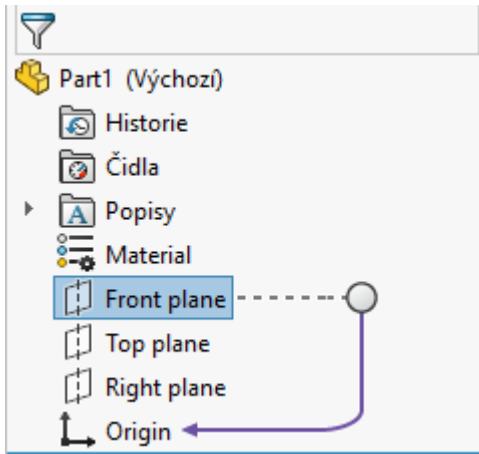 Part1 (Výchozí)
Historie
Čidla
Popisy
Material
Front plane
Top plane
Right plane
Origin